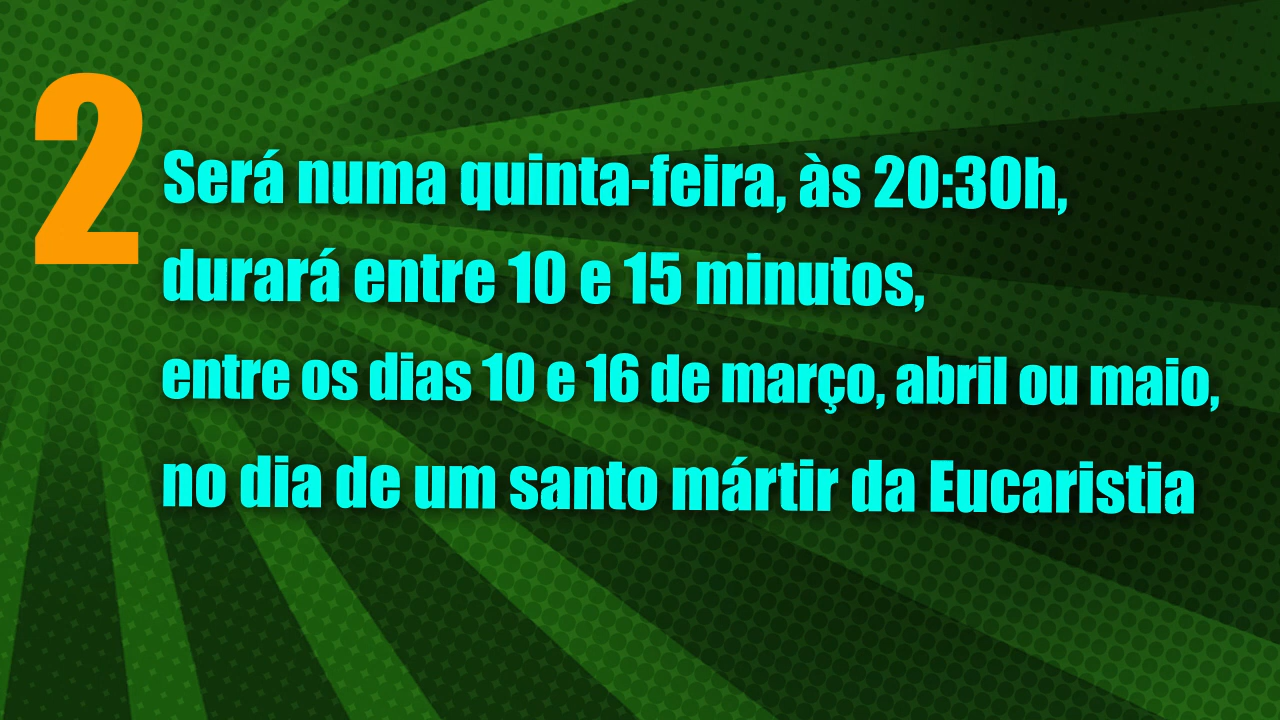 2
Será numa quinta-feira, às 20:30h,
durará entre 10 e 15 minutos,
entre os dias 10 e 16 de março, abril ou maio,
no dia de um santo mártir da Eucaristia